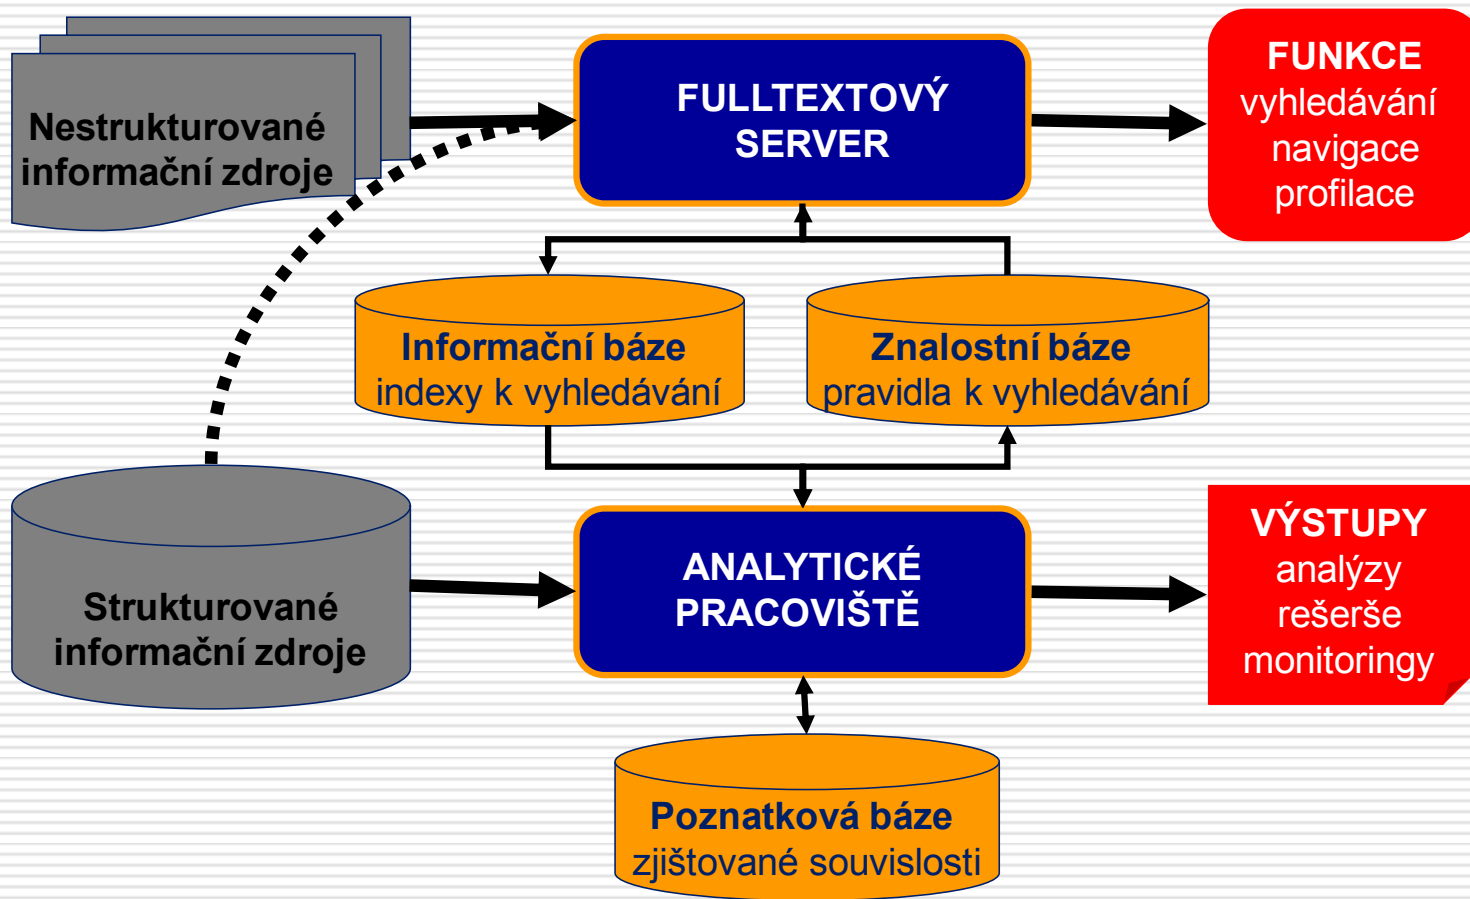 Nestrukturované
informační zdroje
FULLTEXTOVÝ
SERVER
FUNKCE
vyhledávání
navigace
profilace
Informační báze
indexy k vyhledávání
Znalostní báze
pravidla k vyhledávání
Strukturované
informační zdroje
ANALYTICKÉ
PRACOVIŠTĚ
VÝSTUPY
analýzy
rešerše
monitoringy
Poznatková báze
zjištované souvislosti